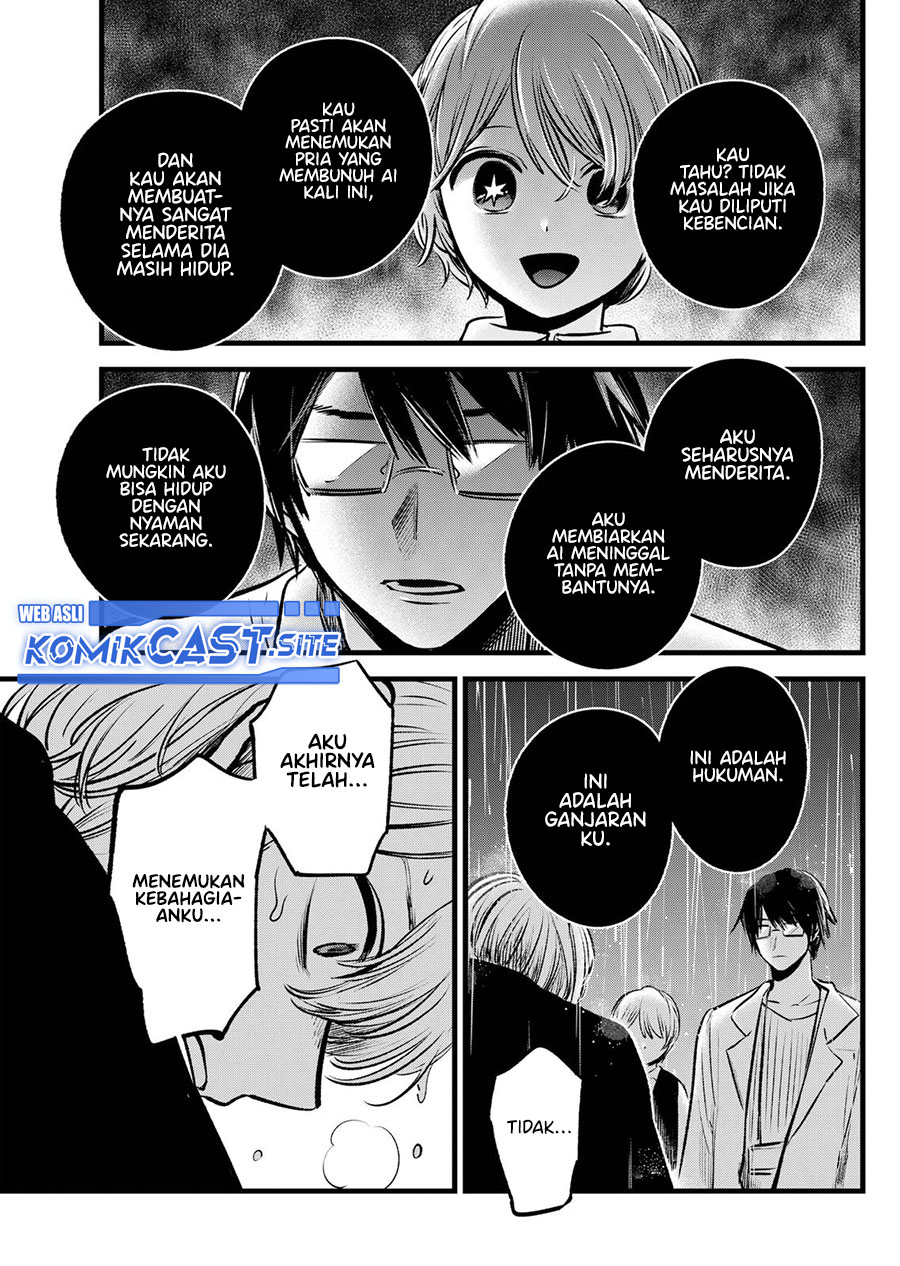 KAU
TAHU? TIDAK
MASALAH JIKA
KAU DILIPUTI
KEBENCIAN.
KAU
PASTI AKAN
MENEMUKAN
PRIA YANG
MEMBUNUH AI
KALI INI,
DAN
KAU AKAN
MEMBUAT-
NYA SANGAT
MENDERITA
SELAMA DIA
MASIH HIDUP.
AKU
SEHARUSNYA
MENDERITA.
AKU
MEMBIARKAN
AI MENINGGAL
TANPA MEM-
BANTUNYA.
TIDAK
MUNGKIN AKU
BISA HIDUP
DENGAN
NYAMAN
SEKARANG.
WEB ASLI
KOMIKCAST.SITE
INI ADALAH
HUKUMAN.
INI
ADALAH
GANJARAN
KU.
TIDAK...
AKU
AKHIRNYA
TELAH...
MENEMUKAN
KEBAHAGIA-
ANKU...